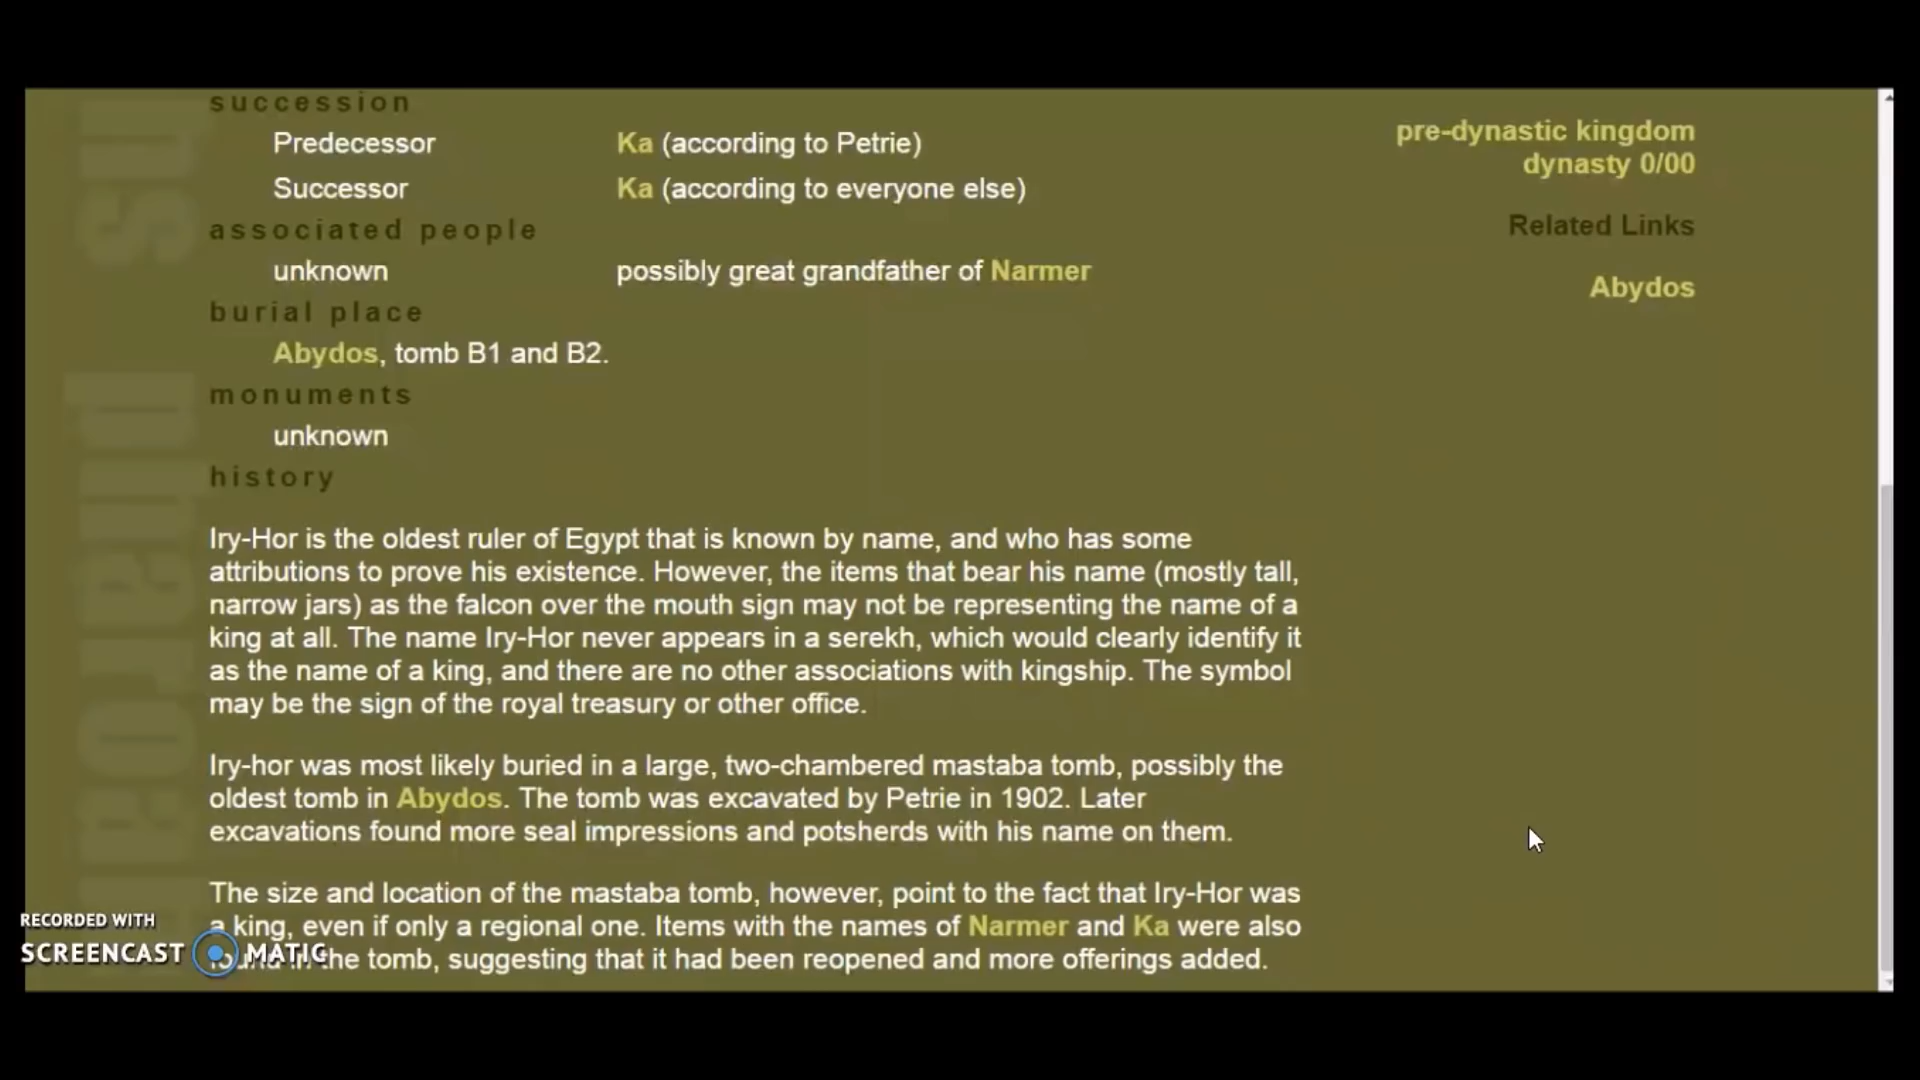 succession
Predecessor Ka (according to Petrie)
Successor Ka (according to everyone else)
associated people
unknown possibly great grandfather of Narmer
burial place
Abydos, tomb B1 and B2.
monuments
unknown
history
Iry-Hor is the oldest ruler of Egypt that is known by name, and who has some
attributions to prove his existence. However, the items that bear his name (mostly tall,
narrow jars) as the falcon over the mouth sign may not be representing the name of a
king at all. The name Iry-Hor never appears in a serekh, which would clearly identify it
as the name of a king, and there are no other associations with kingship. The symbol
may be the sign of the royal treasury or other office.
Iry-hor was most likely buried in a large, two-chambered mastaba tomb, possibly the
oldest tomb in Abydos. The tomb was excavated by Petrie in 1902. Later
excavations found more seal impressions and potsherds with his name on them.
The size and location of the mastaba tomb, however, point to the fact that Iry-Hor was
a king, even if only a regional one. Items with the names of Narmer and Ka were also
found in the tomb, suggesting that it had been reopened and more offerings added.
pre-dynastic kingdom
dynasty 0/00
Related Links
Abydos
RECORDED WITH
SCREENCAST MATIC